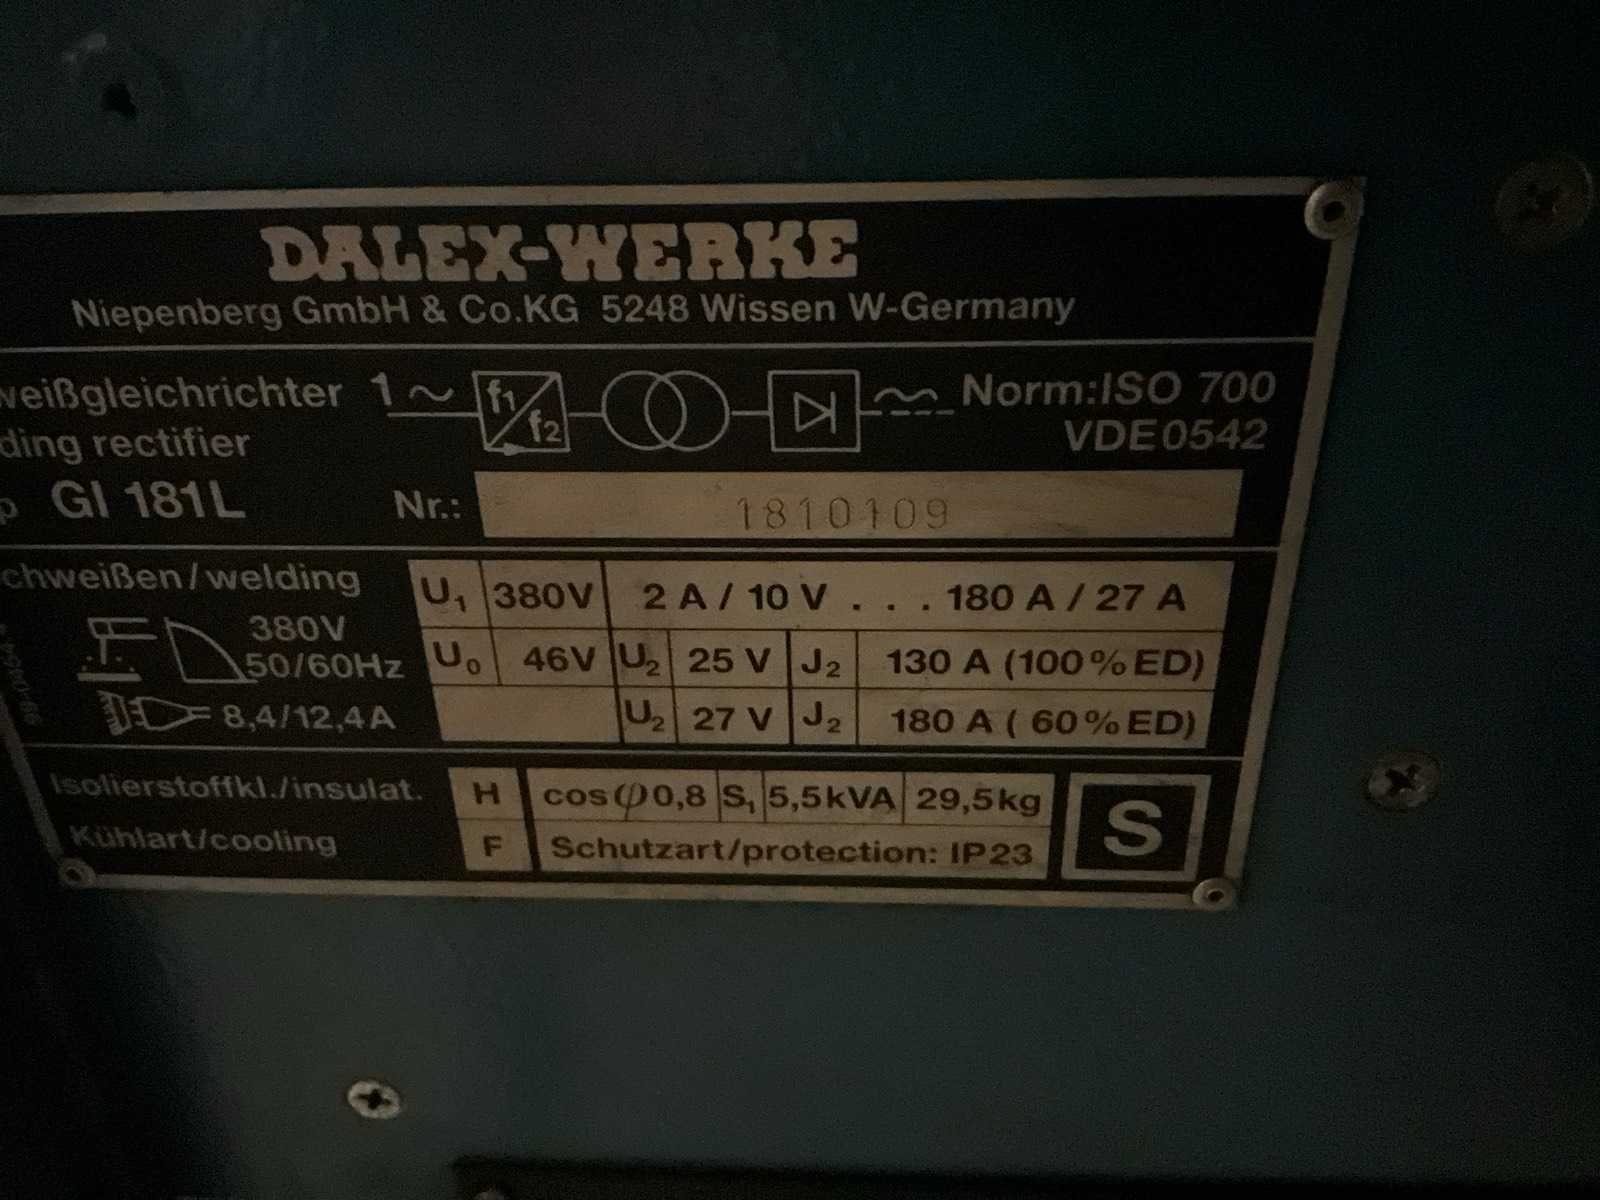 DALEX-WERKE
Niepenberg GmbH & Co.KG 5248 Wissen W-Germany
weißgleichrichter 1~ f1 f2 Norm:ISO 700
ding rectifier VDE0542
p GI 181L Nr.: 1810109
chweißen/welding U1 380V 2 A / 10 V . . . 180 A / 27 A
380V
50/60Hz U0 46V U2 25 V J2 130 A (100%ED)
8,4/12,4A U2 27 V J2 180 A ( 60%ED)
Isolierstoffkl./insulat. H cosφ0,8 S1 5,5kVA 29,5kg S
Kühlart/cooling F Schutzart/protection: IP23